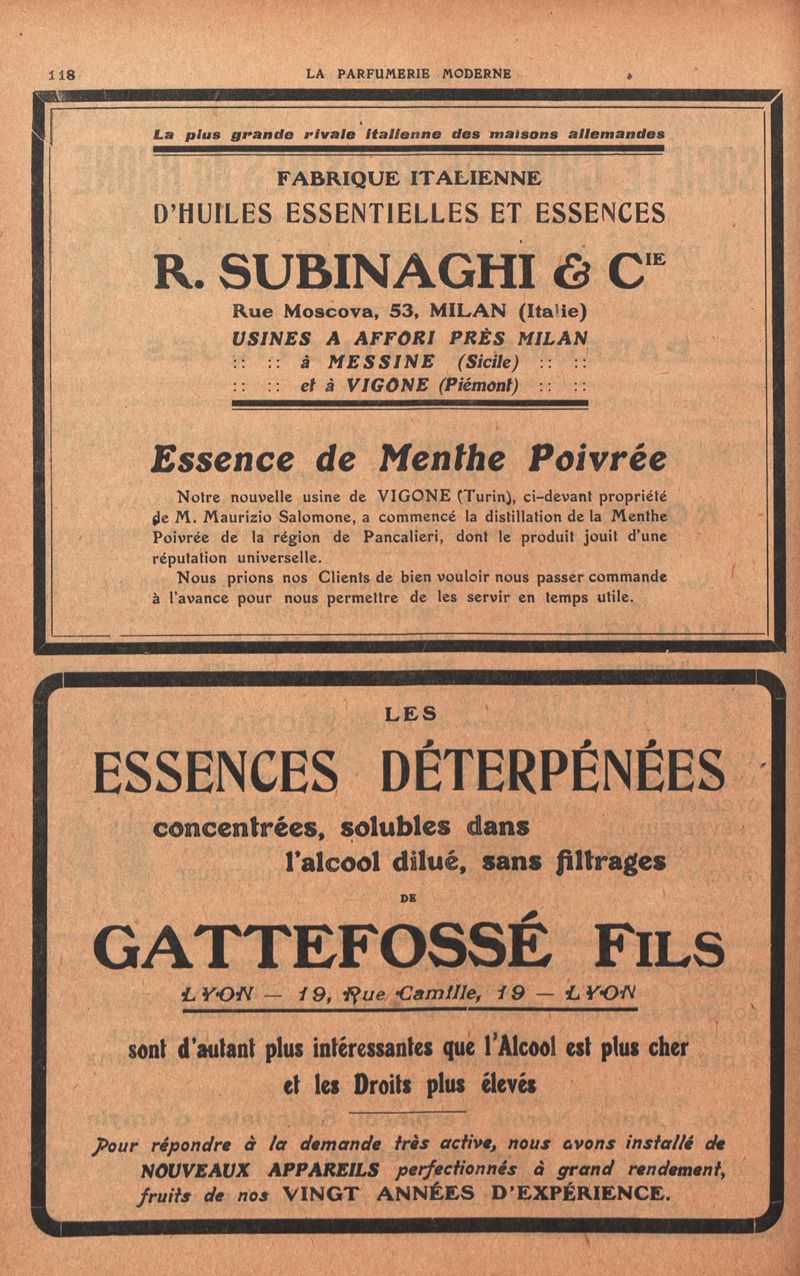 118
LA PARFUMERIE MODERNE
La plus grande rivale italienne des maisons allemandes
FABRIQUE ITALIENNE
D'HUILES ESSENTIELLES ET ESSENCES
R. SUBINAGHI & CIE
Rue Moscova, 53, MILAN (Italie)
USINES A AFFORI PRÈS MILAN
:: :: à MESSINE (Sicile) :: ::
:: :: et à VIGONE (Piémont) :: ::
Essence de Menthe Poivrée
Notre nouvelle usine de VIGONE (Turin), ci-devant propriété
de M. Maurizio Salomone, a commencé la distillation de la Menthe
Poivrée de la région de Pancalieri, dont le produit jouit d'une
réputation universelle.
Nous prions nos Clients de bien vouloir nous passer commande
à l'avance pour nous permettre de les servir en temps utile.
LES
ESSENCES DÉTERPÉNÉES
concentrées, solubles dans
l'alcool dilué, sans filtrages
DE
GATTEFOSSÉ FILS
LYON — 19, Rue Camille, 19 — LYON
sont d'autant plus intéressantes que l'Alcool est plus cher
et les Droits plus élevés
Pour répondre à la demande très active, nous avons installé de
NOUVEAUX APPAREILS perfectionnés à grand rendement,
fruits de nos VINGT ANNÉES D'EXPÉRIENCE.